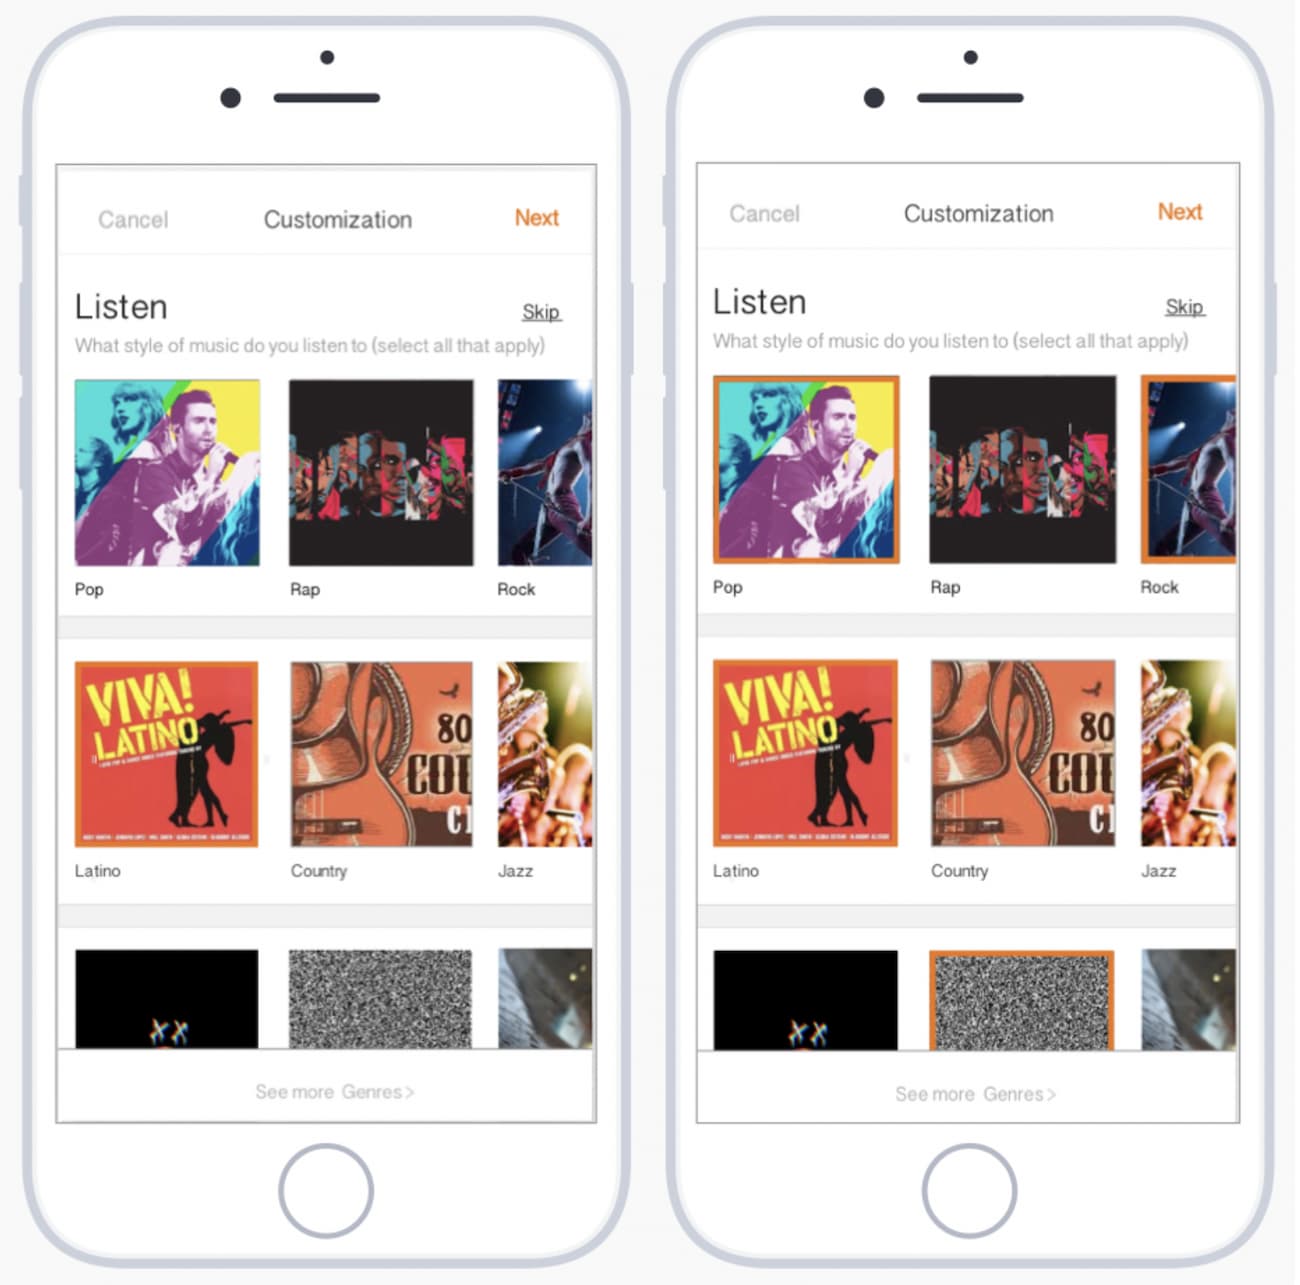 Cancel Customization Next
Listen Skip
What style of music do you listen to (select all that apply)
Pop Rap Rock
VIVA!
LATINO
80
COU
Latino Country Jazz
See more Genres>
Cancel Customization Next
Listen Skip
What style of music do you listen to (select all that apply)
Pop Rap Rock
VIVA!
LATINO
80
COU
Latino Country Jazz
See more Genres>